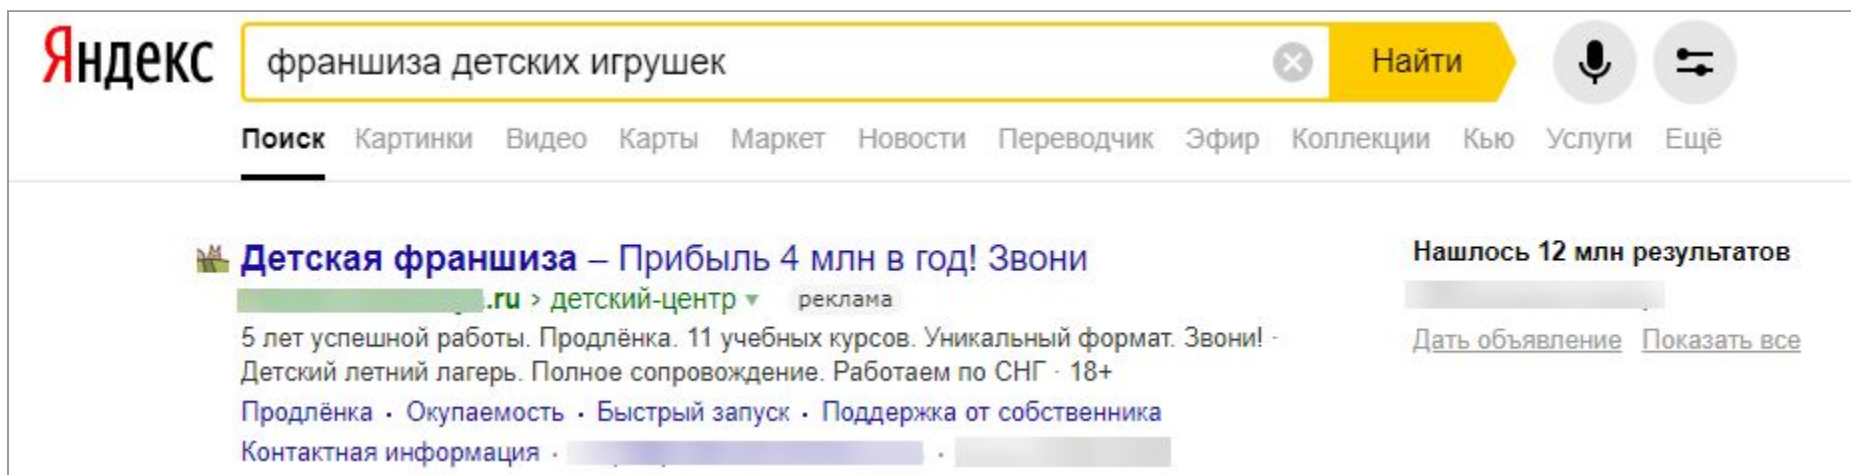 Яндекс франшиза детских игрушек Найти
Поиск Картинки Видео Карты Маркет Новости Переводчик Эфир Коллекции Кью Услуги Ещё
Детская франшиза – Прибыль 4 млн в год! Звони
.ru › детский-центр реклама
5 лет успешной работы. Продлёнка. 11 учебных курсов. Уникальный формат. Звони! ·
Детский летний лагерь. Полное сопровождение. Работаем по СНГ · 18+
Продлёнка · Окупаемость · Быстрый запуск · Поддержка от собственника
Контактная информация · ·
Нашлось 12 млн результатов
Дать объявление Показать все